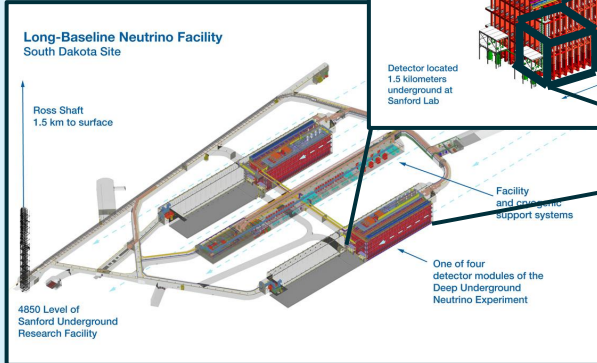 Long-Baseline Neutrino Facility
South Dakota Site
Ross Shaft
1.5 km to surface
Detector located
1.5 kilometers
underground at
Sanford Lab
Facility
and cryogenic
support systems
One of four
detector modules of the
Deep Underground
Neutrino Experiment
4850 Level of
Sanford Underground
Research Facility